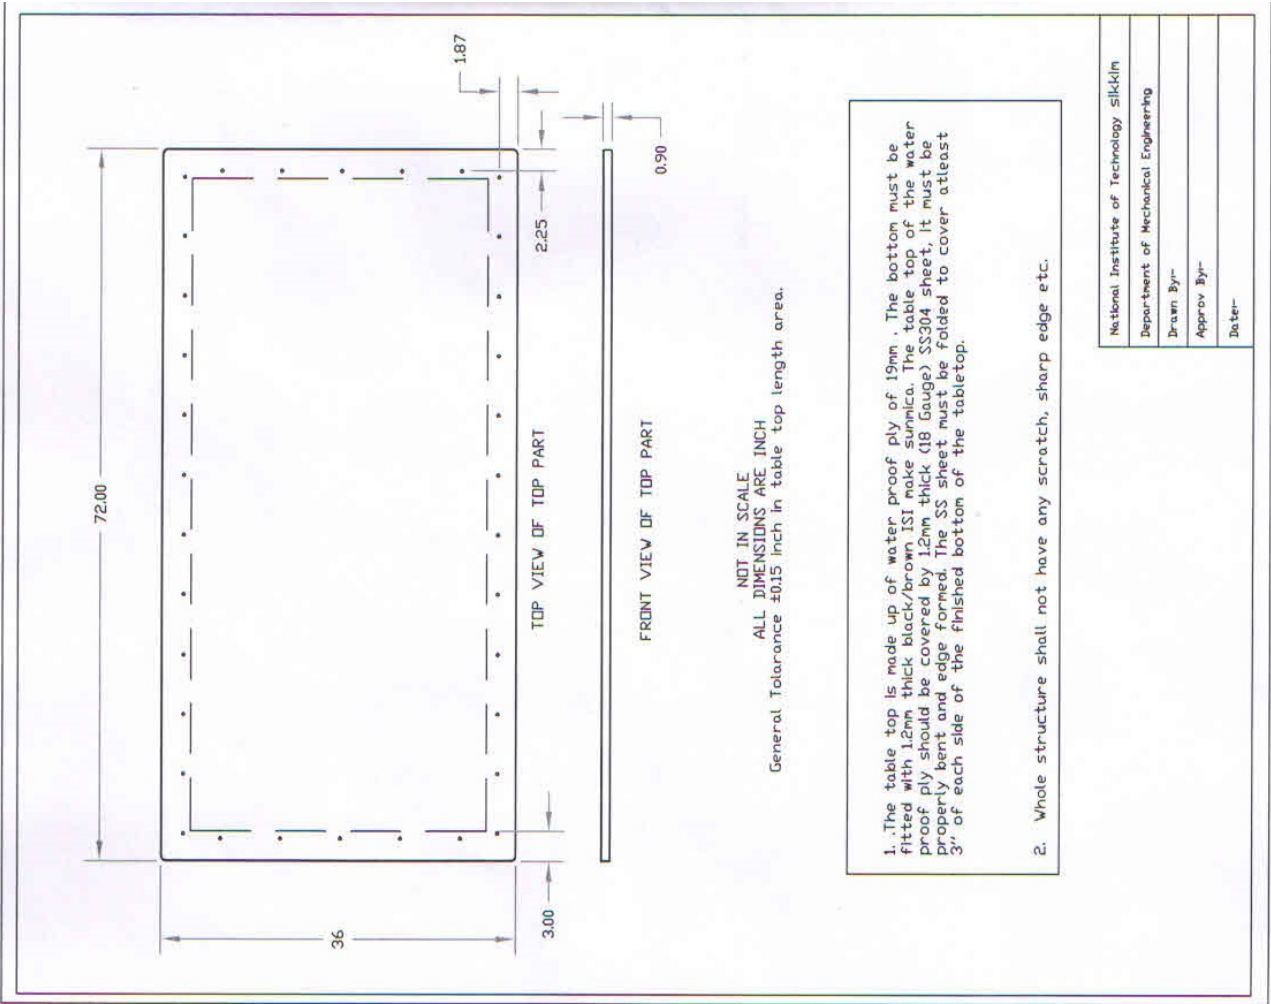 72.00
36
1.87
2.25
3.00
TOP VIEW OF TOP PART
0.90
FRONT VIEW OF TOP PART
NOT IN SCALE
ALL DIMENSIONS ARE INCH
General Tolarance ±0.15 inch in table top length area.
1. .The table top is made up of water proof ply of 19mm. . The bottom must be
fitted with 1.2mm thick black/brown ISI make sunmica. The table top of the water
proof ply should be covered by 1.2mm thick (18 Gauge) SS304 sheet, it must be
properly bent and edge formed. The SS sheet must be folded to cover atleast
3'' of each side of the finished bottom of the tabletop.
2. Whole structure shall not have any scratch, sharp edge etc.
National Institute of Technology sikkim
Department of Mechanical Engineering
Drawn By:-
Approv By:-
Date:-